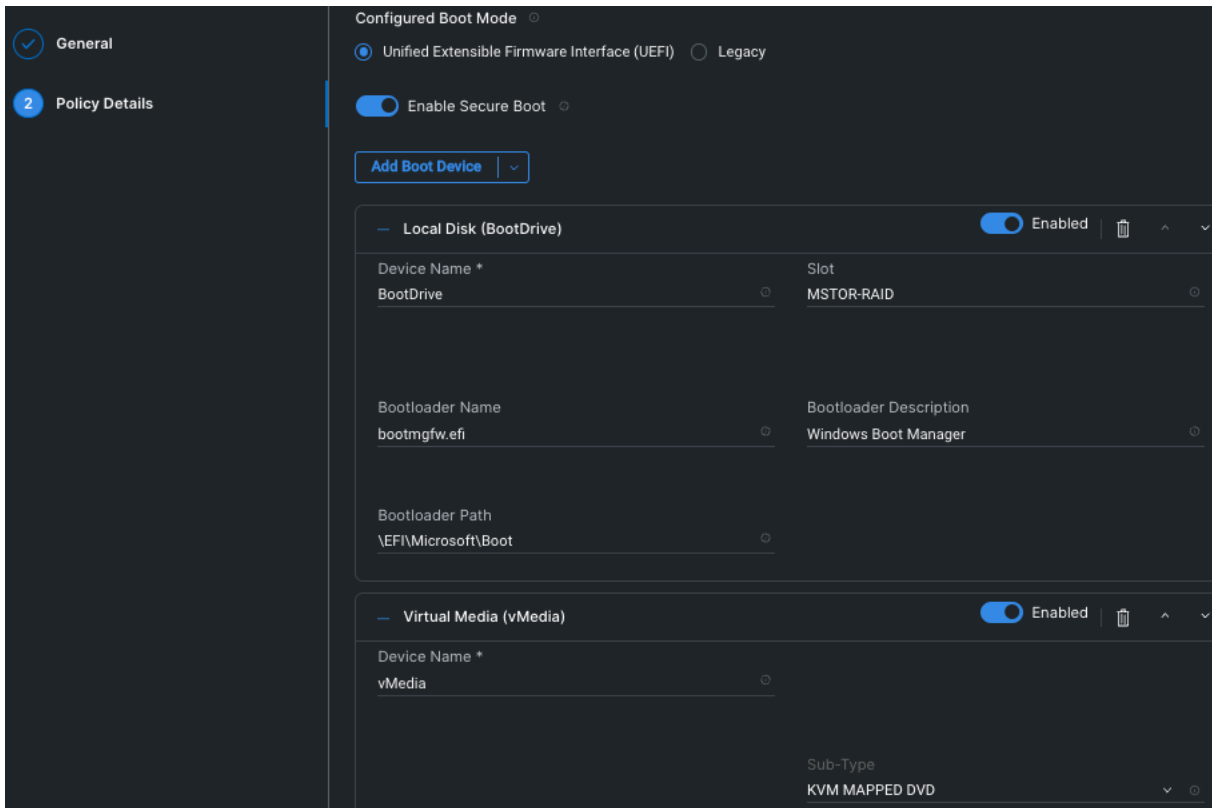 Configured Boot Mode
General
Unified Extensible Firmware Interface (UEFI) Legacy
2 Policy Details
Enable Secure Boot
Add Boot Device
Local Disk (BootDrive) Enabled
Device Name * Slot
BootDrive MSTOR-RAID
Bootloader Name Bootloader Description
bootmgfw.efi Windows Boot Manager
Bootloader Path
\EFI\Microsoft\Boot
Virtual Media (vMedia) Enabled
Device Name *
vMedia
Sub-Type
KVM MAPPED DVD